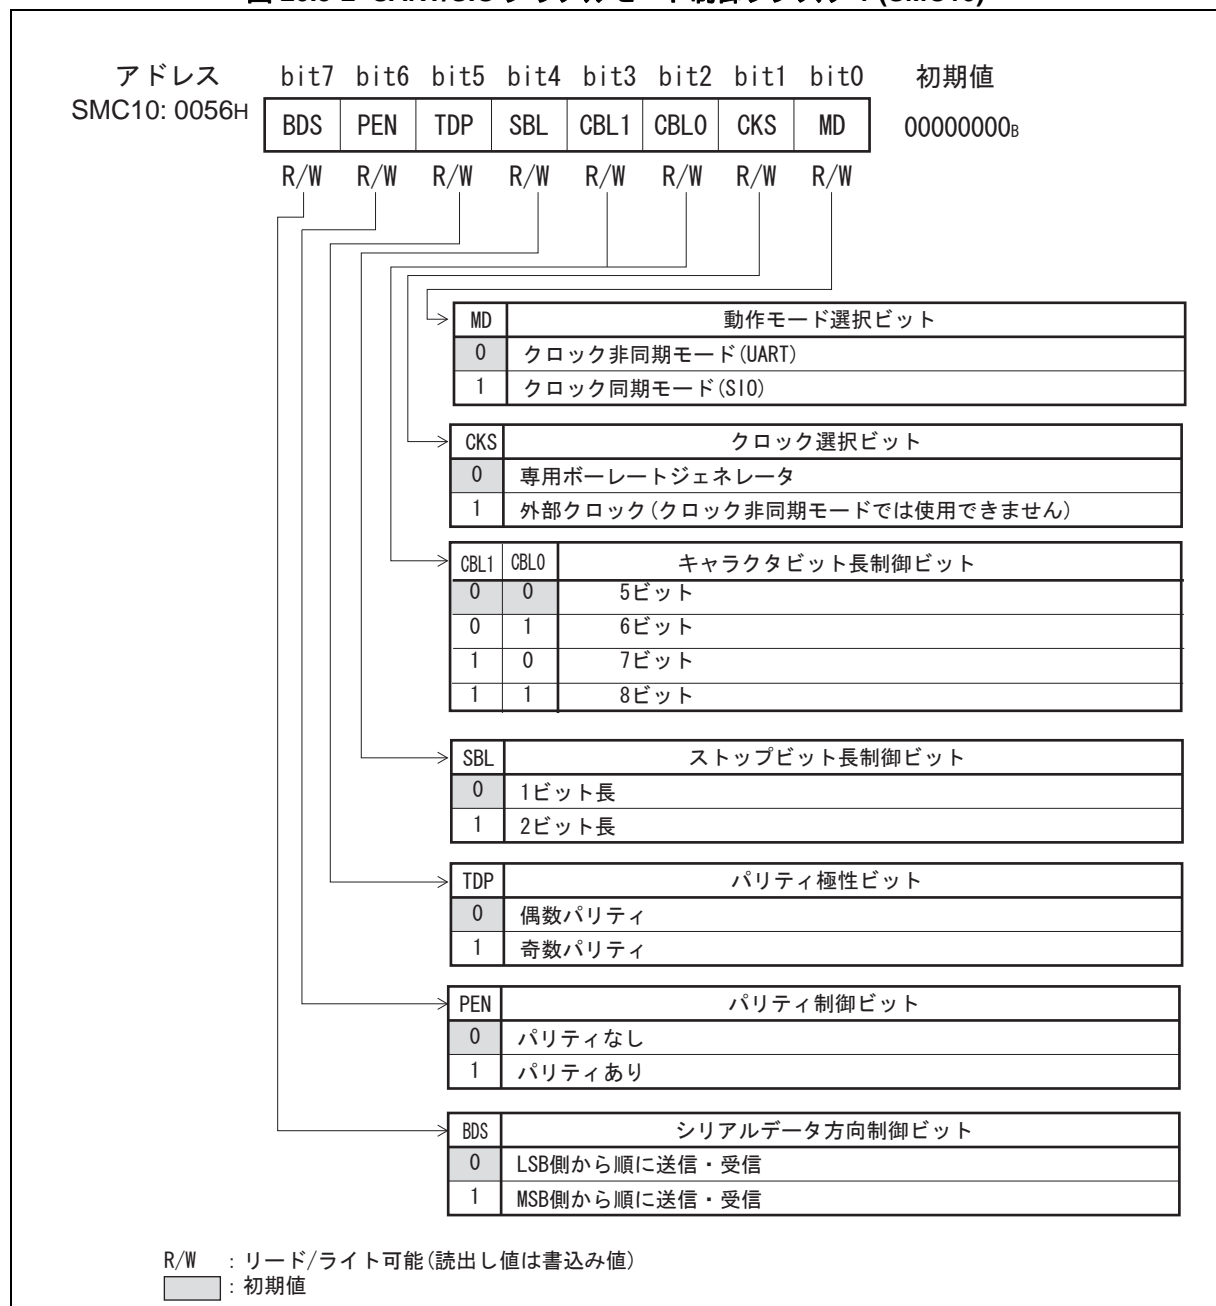 アドレス bit7 bit6 bit5 bit4 bit3 bit2 bit1 bit0 初期値
SMC10: 0056H BDS PEN TDP SBL CBL1 CBL0 CKS MD 00000000B
R/W R/W R/W R/W R/W R/W R/W R/W
MD 動作モード選択ビット
0 クロック非同期モード(UART)
1 クロック同期モード(SIO)
CKS クロック選択ビット
0 専用ボーレートジェネレータ
1 外部クロック(クロック非同期モードでは使用できません)
CBL1 CBL0 キャラクタビット長制御ビット
0 0 5ビット
0 1 6ビット
1 0 7ビット
1 1 8ビット
SBL ストップビット長制御ビット
0 1ビット長
1 2ビット長
TDP パリティ極性ビット
0 偶数パリティ
1 奇数パリティ
PEN パリティ制御ビット
0 パリティなし
1 パリティあり
BDS シリアルデータ方向制御ビット
0 LSB側から順に送信・受信
1 MSB側から順に送信・受信
R/W :リード/ライト可能(読出し値は書込み値)
:初期値